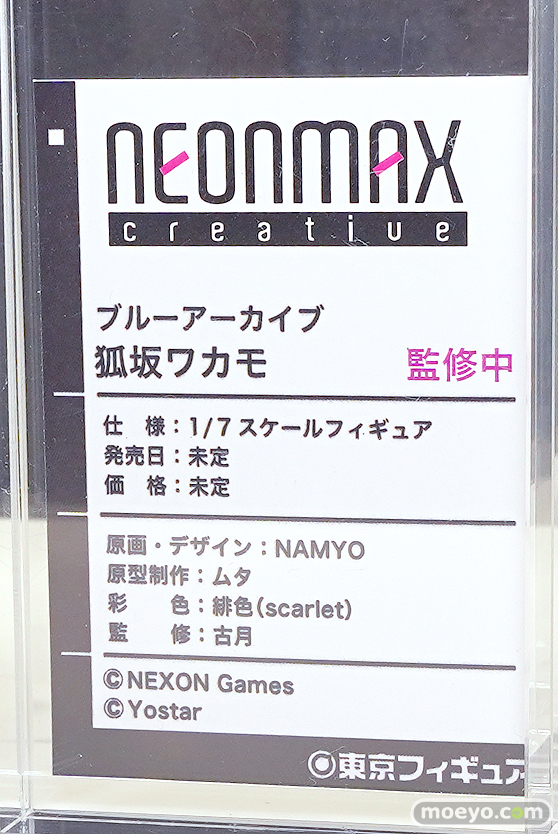 NEONMAX
creative
ブルーアーカイブ
狐坂ワカモ 監修中
仕　様：1/7スケールフィギュア
発売日：未定
価　格：未定
原画・デザイン：NAMYO
原型制作：ムタ
彩　　色：緋色(scarlet)
監　　修：古月
©NEXON Games
©Yostar
東京フィギュア
moeyo.com